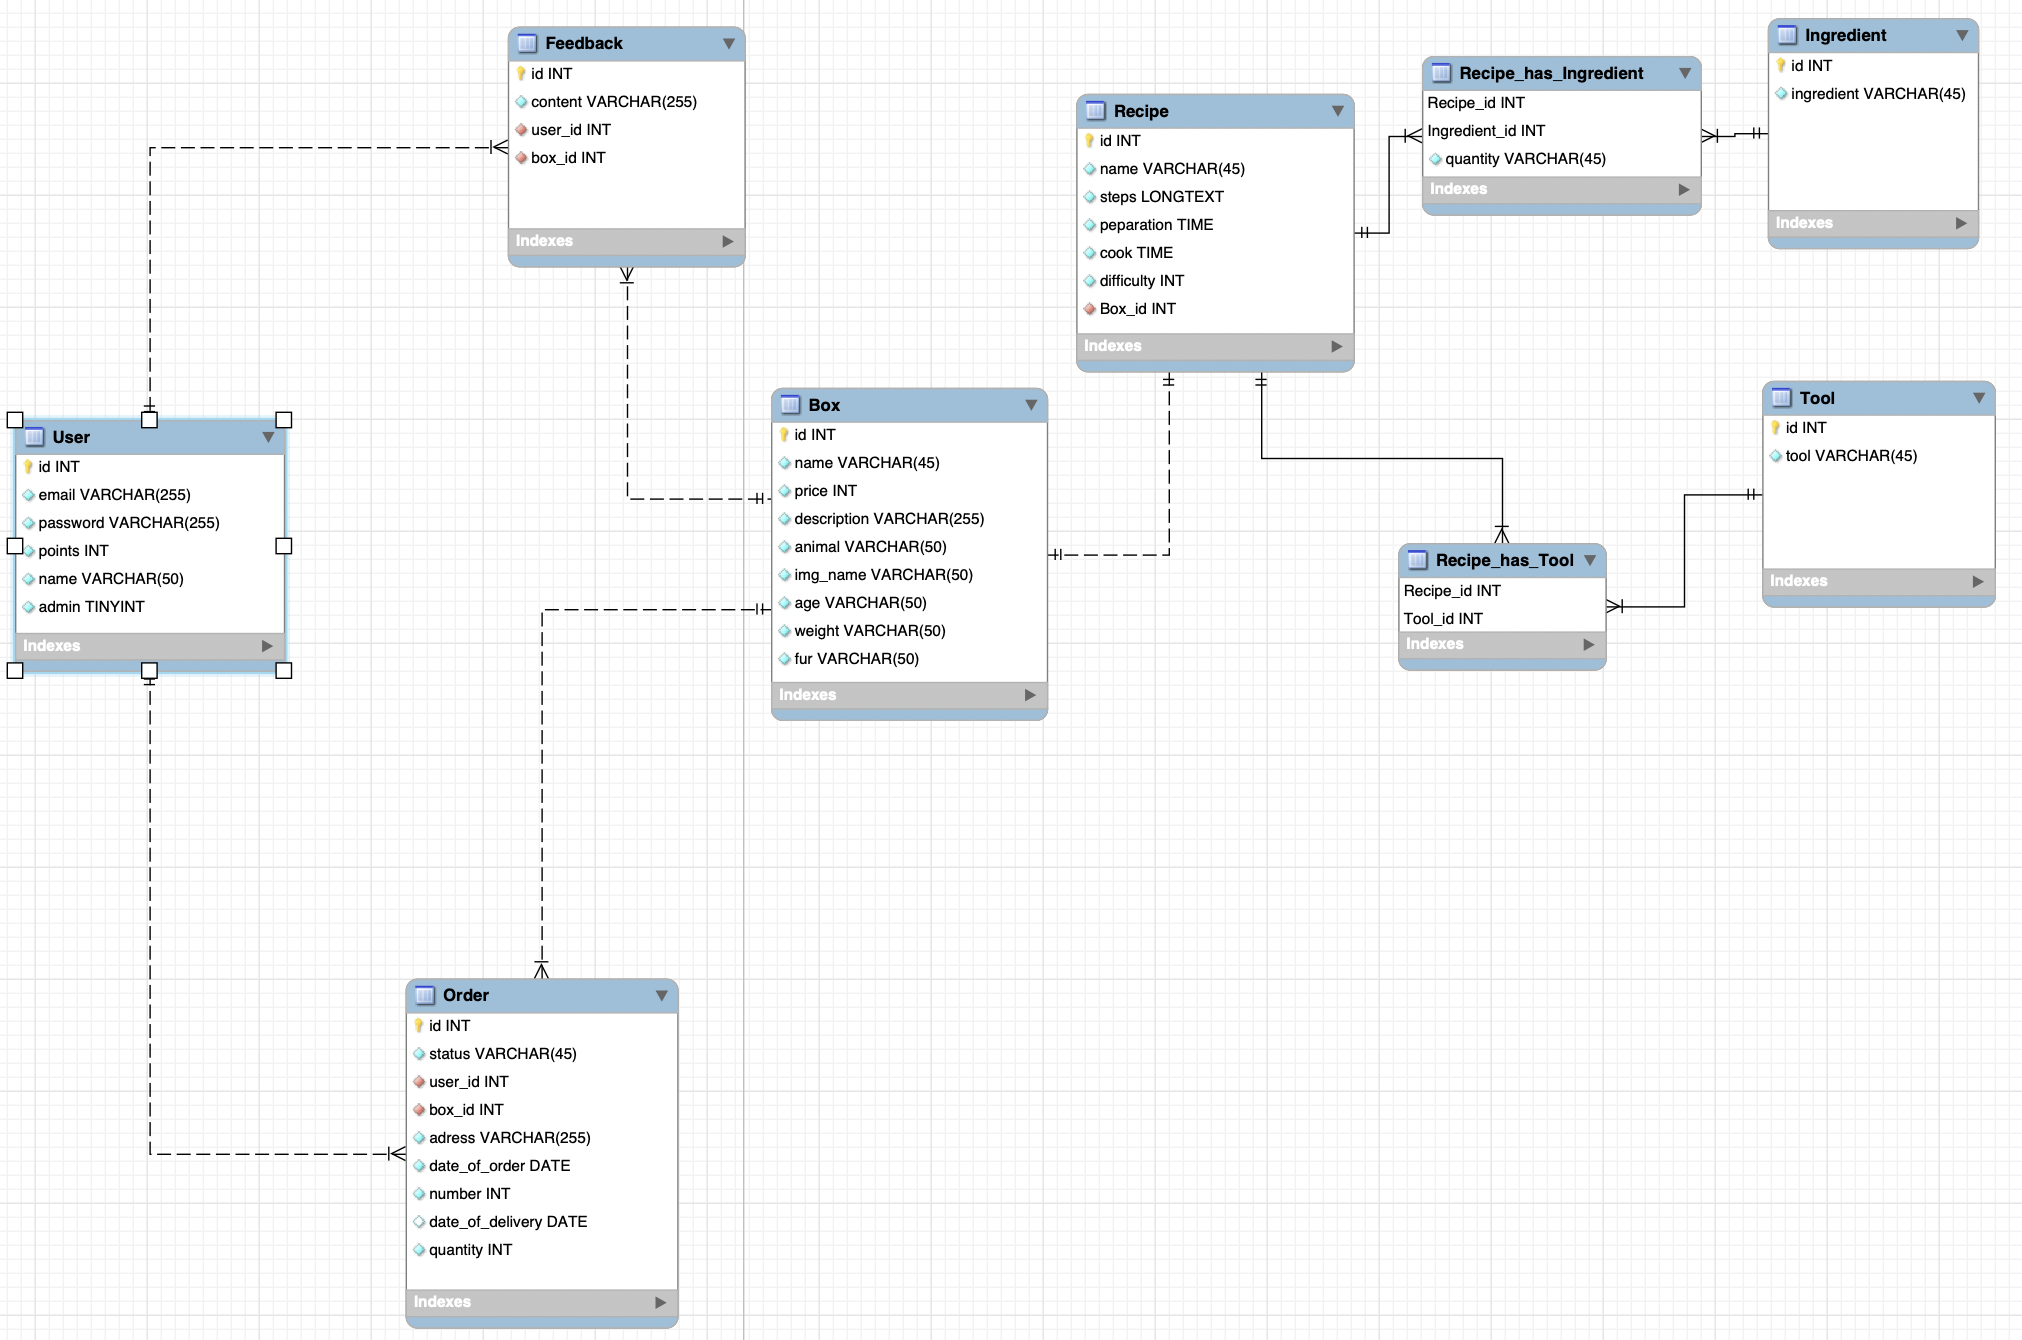 Feedback
id INT
content VARCHAR(255)
user_id INT
box_id INT
Indexes
Recipe
id INT
name VARCHAR(45)
steps LONGTEXT
peparation TIME
cook TIME
difficulty INT
Box_id INT
Indexes
Recipe_has_Ingredient
Recipe_id INT
Ingredient_id INT
quantity VARCHAR(45)
Indexes
Ingredient
id INT
ingredient VARCHAR(45)
Indexes
User
id INT
email VARCHAR(255)
password VARCHAR(255)
points INT
name VARCHAR(50)
admin TINYINT
Indexes
Box
id INT
name VARCHAR(45)
price INT
description VARCHAR(255)
animal VARCHAR(50)
img_name VARCHAR(50)
age VARCHAR(50)
weight VARCHAR(50)
fur VARCHAR(50)
Indexes
Recipe_has_Tool
Recipe_id INT
Tool_id INT
Indexes
Tool
id INT
tool VARCHAR(45)
Indexes
Order
id INT
status VARCHAR(45)
user_id INT
box_id INT
adress VARCHAR(255)
date_of_order DATE
number INT
date_of_delivery DATE
quantity INT
Indexes